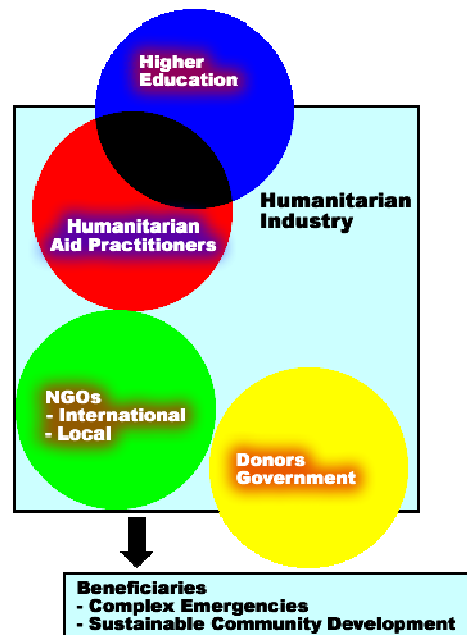 Higher
Education
Humanitarian
Industry
Humanitarian
Aid Practitioners
NGOs
- International
- Local
Donors
Government
Beneficiaries
- Complex Emergencies
- Sustainable Community Development